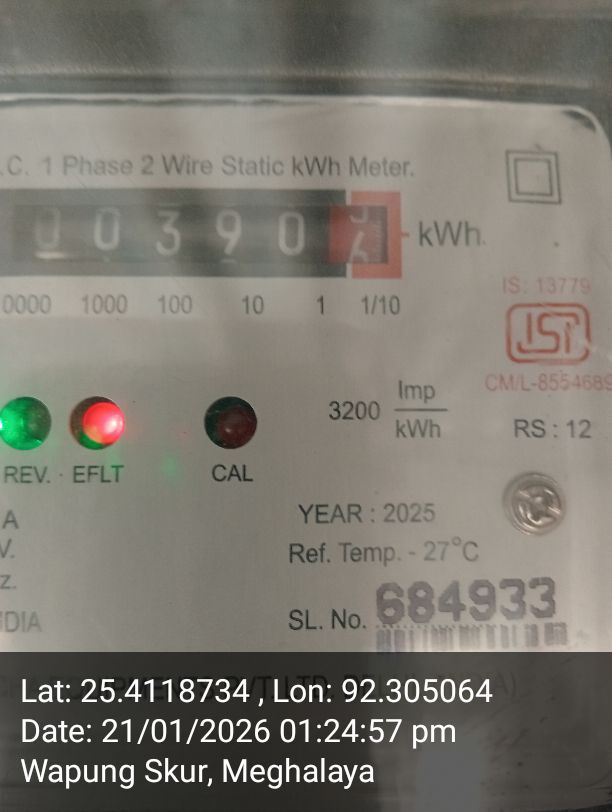 .C. 1 Phase 2 Wire Static kWh Meter.
0 0 3 9 0 kWh.
0000 1000 100 10 1 1/10
IS: 13779
ISI
CM/L-8554689
3200 Imp
kWh
RS : 12
REV. EFLT CAL
A
YEAR : 2025
V.
Ref. Temp. - 27°C
z.
SL. No. 684933
NDIA
Lat: 25.4118734 , Lon: 92.305064
Date: 21/01/2026 01:24:57 pm
Wapung Skur, Meghalaya